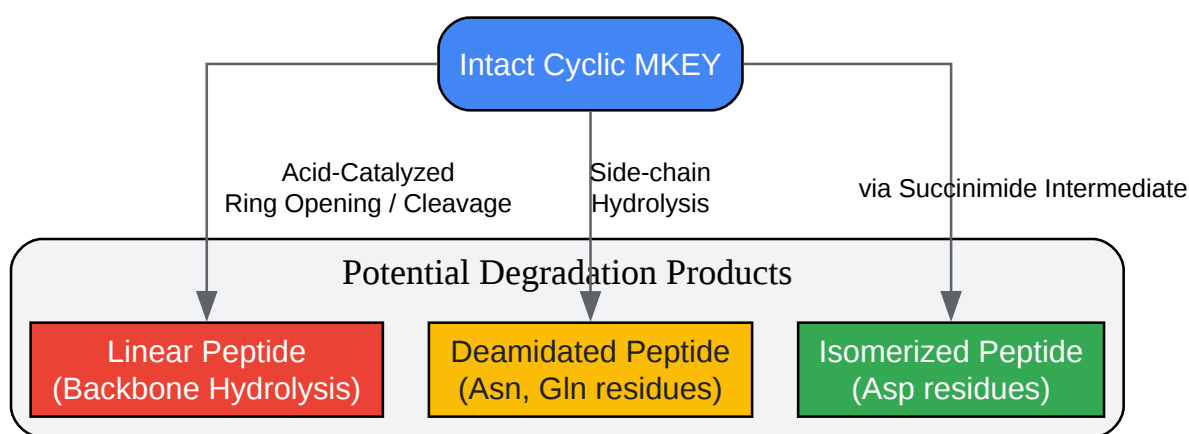 Intact Cyclic MKEY
Acid-Catalyzed
Ring Opening / Cleavage
Side-chain
Hydrolysis
via Succinimide Intermediate
Potential Degradation Products
Linear Peptide
(Backbone Hydrolysis)
Deamidated Peptide
(Asn, Gln residues)
Isomerized Peptide
(Asp residues)